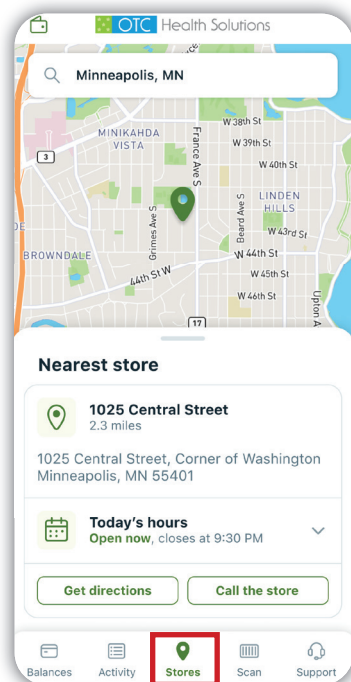 OTC Health Solutions
Minneapolis, MN
W 38th St
MINIKAHDA
VISTA
France Ave S
W 39th St
3
W 40th St
Grimes Ave S
Beard Ave S
LINDEN
HILLS
W 43rd St
BROWNDALE
W 44th St
44th St W
W 45th St
W 46th St
Upton A
17
Nearest store
1025 Central Street
2.3 miles
1025 Central Street, Corner of Washington
Minneapolis, MN 55401
Today's hours
Open now, closes at 9:30 PM
Get directions
Call the store
Balances
Activity
Stores
Scan
Support